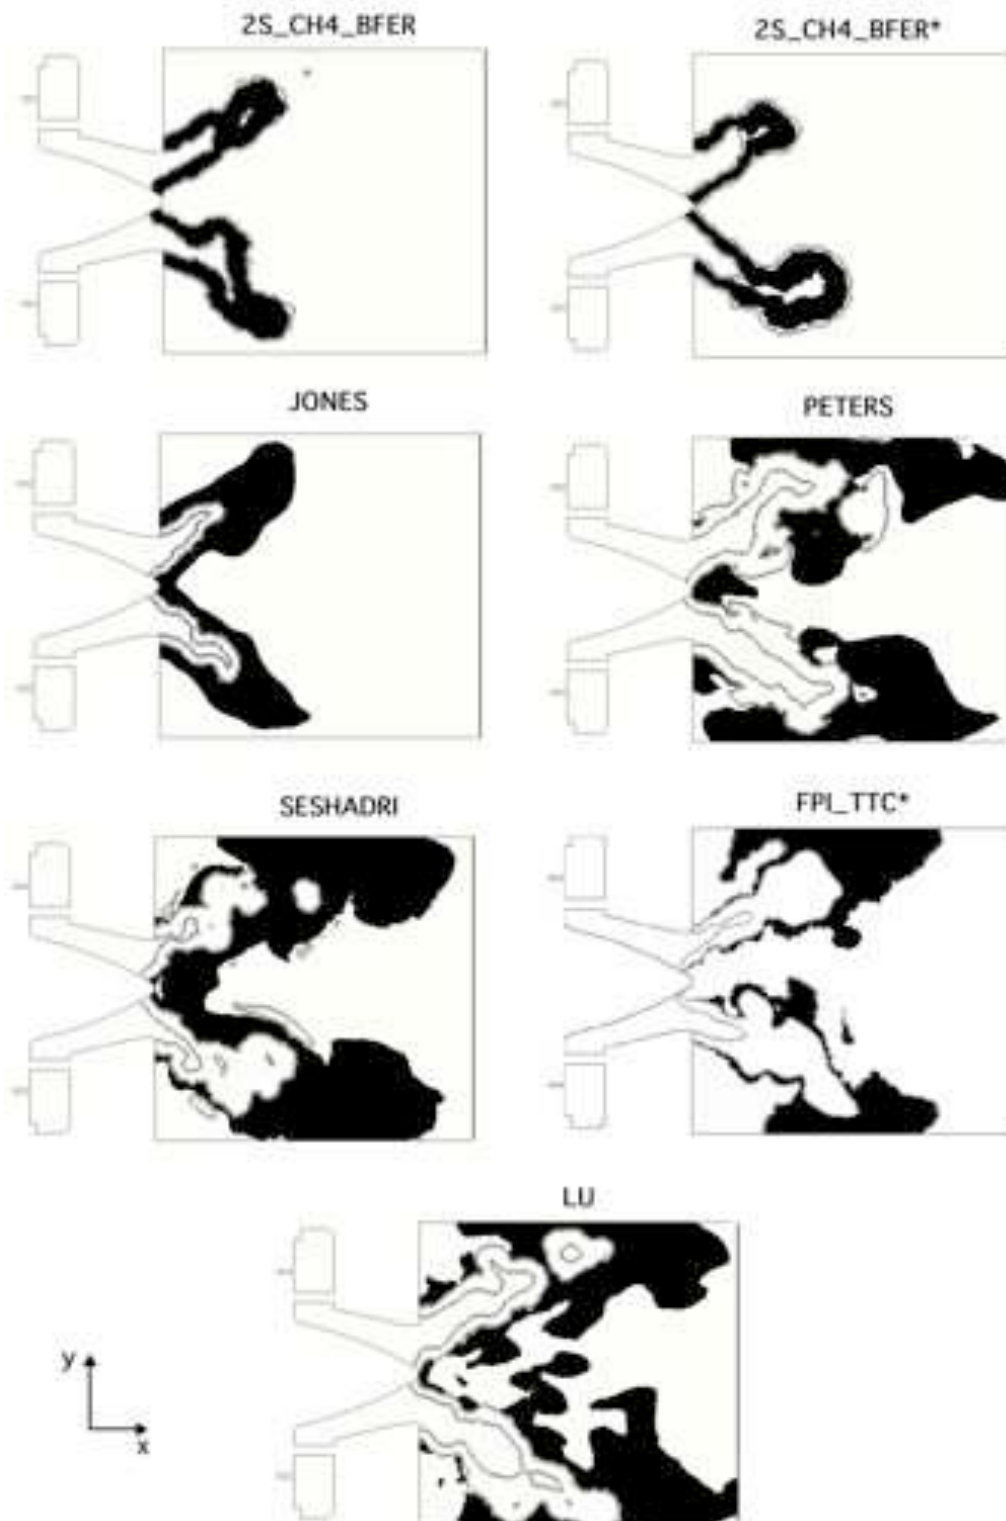 2S_CH4_BFER
2S_CH4_BFER*
JONES
PETERS
SESHADRI
FPI_TTC*
LU
y
x